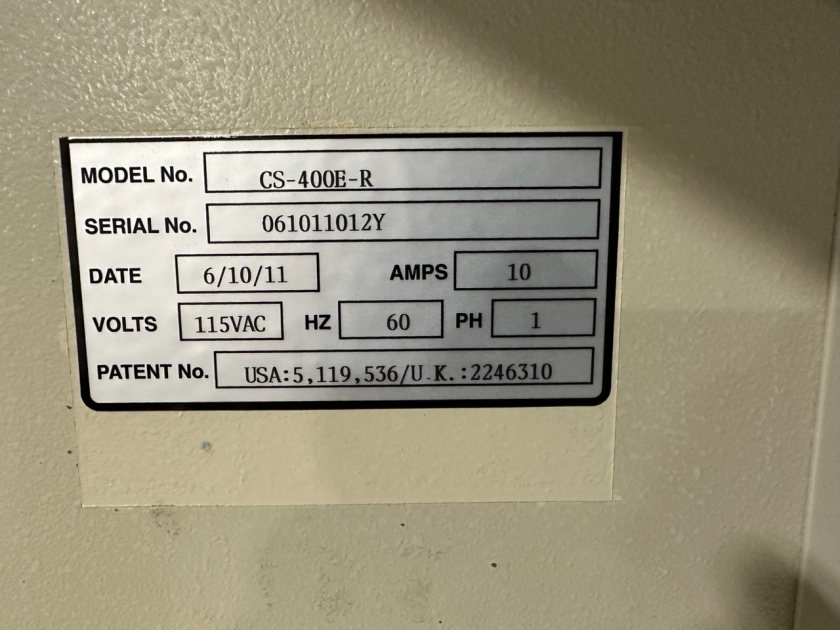 MODEL No. CS-400E-R
SERIAL No. 061011012Y
DATE 6/10/11 AMPS 10
VOLTS 115VAC HZ 60 PH 1
PATENT No. USA:5,119,536/U.K.:2246310